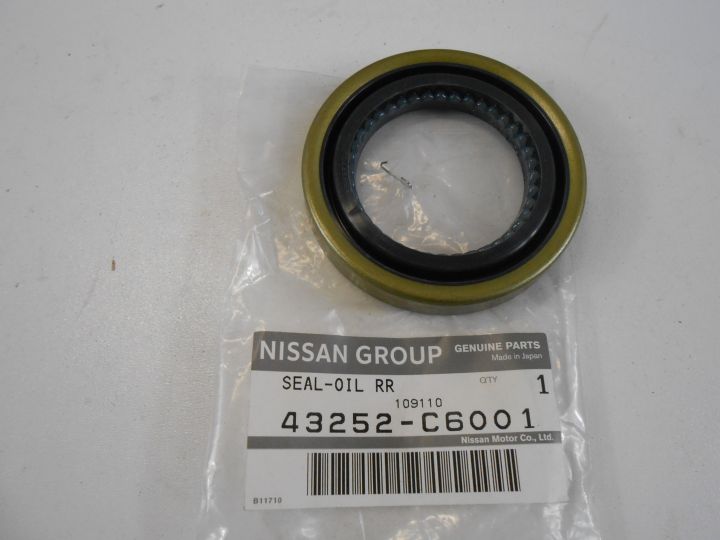 NISSAN GROUP GENUINE PARTS
Made in Japan
SEAL-OIL RR Q'TY 1
109110
43252-C6001
Nissan Motor Co., Ltd.
B11710